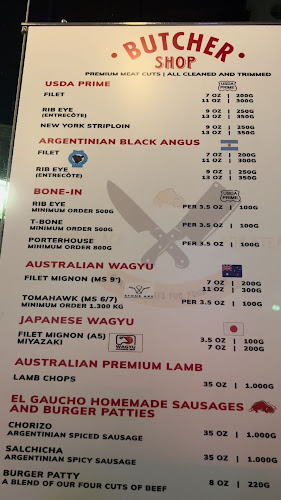 · BUTCHER ·
SHOP
PREMIUM MEAT CUTS | ALL CLEANED AND TRIMMED
USDA PRIME
USDA
PRIME
FILET 7 OZ | 200G
11 OZ | 300G
RIB EYE 9 OZ | 250G
(ENTRECÔTE) 13 OZ | 350G
NEW YORK STRIPLOIN 9 OZ | 250G
13 OZ | 350G
ARGENTINIAN BLACK ANGUS
FILET 7 OZ | 200G
11 OZ | 300G
RIB EYE 9 OZ | 250G
(ENTRECÔTE) 13 OZ | 350G
BONE-IN
USDA
PRIME
RIB EYE PER 3.5 OZ | 100G
MINIMUM ORDER 500G
T-BONE PER 3.5 OZ | 100G
MINIMUM ORDER 500G
PORTERHOUSE PER 3.5 OZ | 100G
MINIMUM ORDER 800G
AUSTRALIAN WAGYU
FILET MIGNON (MS 9+) 7 OZ | 200G
11 OZ | 300G
STONE AXE
TOMAHAWK (MS 6/7) PER 3.5 OZ | 100G
MINIMUM ORDER 1.300 KG
JAPANESE WAGYU
FILET MIGNON (A5) 3.5 OZ | 100G
MIYAZAKI 7 OZ | 200G
WAGYU
AUSTRALIAN PREMIUM LAMB
LAMB CHOPS 35 OZ | 1.000G
EL GAUCHO HOMEMADE SAUSAGES
AND BURGER PATTIES
CHORIZO 35 OZ | 1.000G
ARGENTINIAN SPICED SAUSAGE
SALCHICHA 35 OZ | 1.000G
ARGENTINIAN SPICY SAUSAGE
BURGER PATTY 8 OZ | 220G
A BLEND OF OUR FOUR CUTS OF BEEF